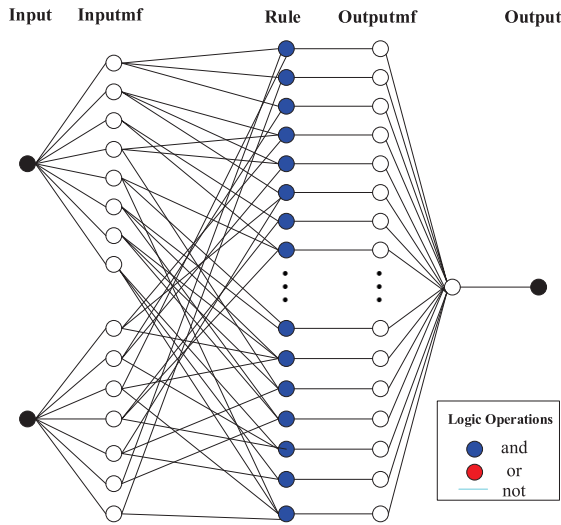 Input Inputmf Rule Outputmf Output
Logic Operations
and
or
not